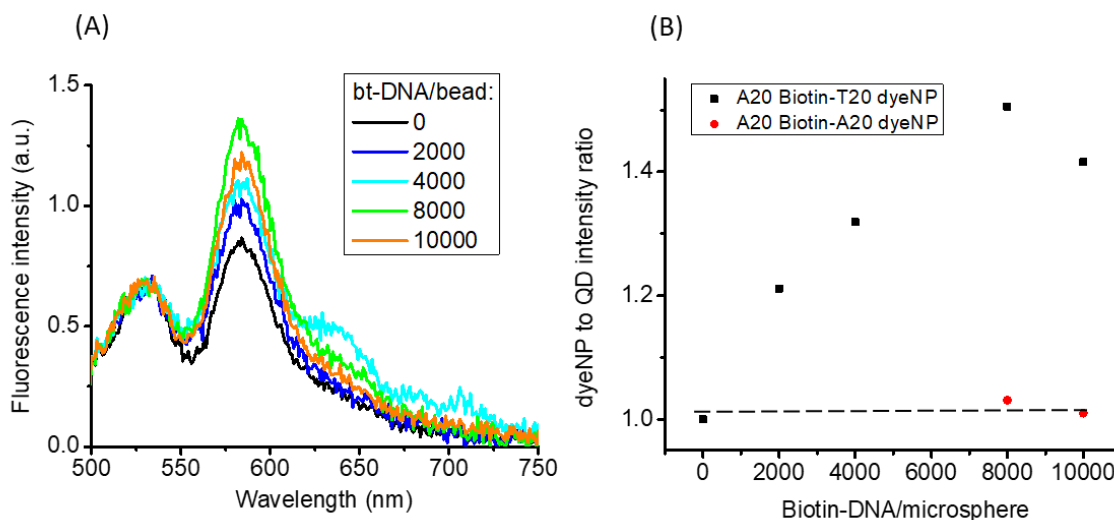 (A)
(B)
1.5
1.0
0.5
0.0
Fluorescence intensity (a.u.)
bt-DNA/bead:
0
2000
4000
8000
10000
500
550
600
650
700
750
Wavelength (nm)
A20 Biotin-T20 dyeNP
A20 Biotin-A20 dyeNP
1.4
1.2
1.0
dyeNP to QD intensity ratio
0
2000
4000
6000
8000
10000
Biotin-DNA/microsphere